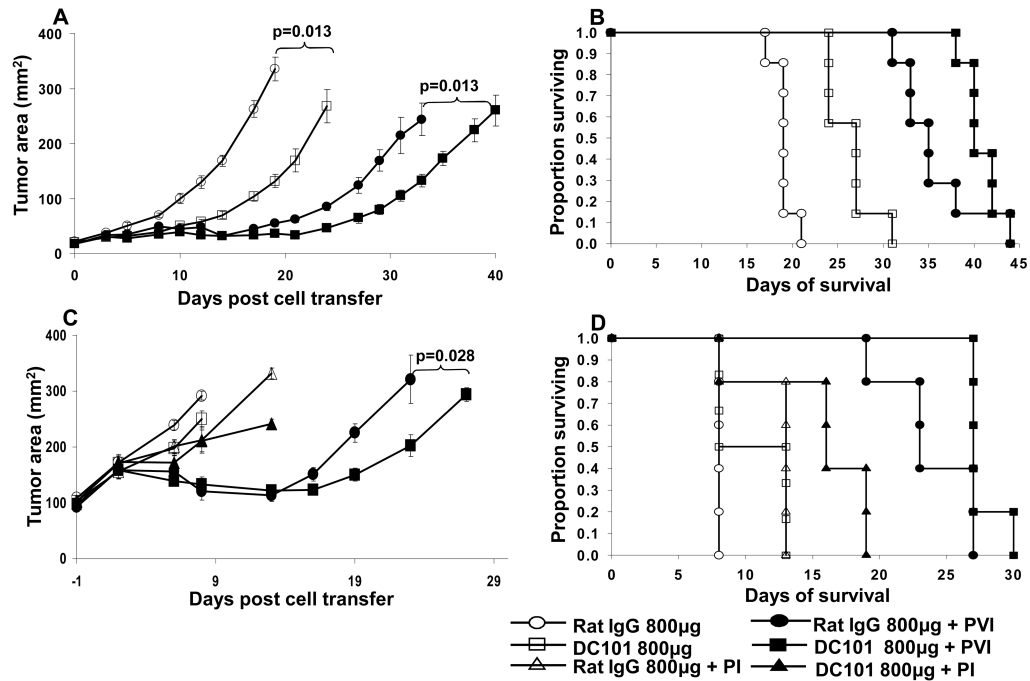 A
400
300
200
100
0
Tumor area (mm²)
p=0.013
p=0.013
0
10
20
30
40
Days post cell transfer
B
1.0
0.9
0.8
0.7
0.6
0.5
0.4
0.3
0.2
0.1
0.0
Proportion surviving
0
5
10
15
20
25
31
35
40
45
Days of survival
C
400
300
200
100
0
Tumor area (mm²)
p=0.028
-1
9
19
29
Days post cell transfer
D
1.0
0.9
0.8
0.7
0.6
0.5
0.4
0.3
0.2
0.1
0.0
Proportion surviving
0
5
10
15
20
25
30
Days of survival
Rat IgG 800µg
DC101 800µg
Rat IgG 800µg + PI
Rat IgG 800µg + PVI
DC101 800µg + PVI
DC101 800µg + PI